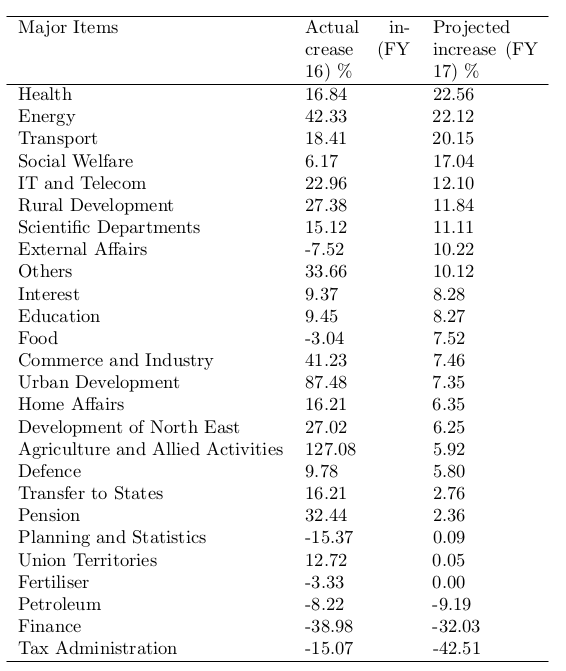 Major Items Actual in- Projected
crease (FY increase (FY
16) % 17) %
Health 16.84 22.56
Energy 42.33 22.12
Transport 18.41 20.15
Social Welfare 6.17 17.04
IT and Telecom 22.96 12.10
Rural Development 27.38 11.84
Scientific Departments 15.12 11.11
External Affairs -7.52 10.22
Others 33.66 10.12
Interest 9.37 8.28
Education 9.45 8.27
Food -3.04 7.52
Commerce and Industry 41.23 7.46
Urban Development 87.48 7.35
Home Affairs 16.21 6.35
Development of North East 27.02 6.25
Agriculture and Allied Activities 127.08 5.92
Defence 9.78 5.80
Transfer to States 16.21 2.76
Pension 32.44 2.36
Planning and Statistics -15.37 0.09
Union Territories 12.72 0.05
Fertiliser -3.33 0.00
Petroleum -8.22 -9.19
Finance -38.98 -32.03
Tax Administration -15.07 -42.51